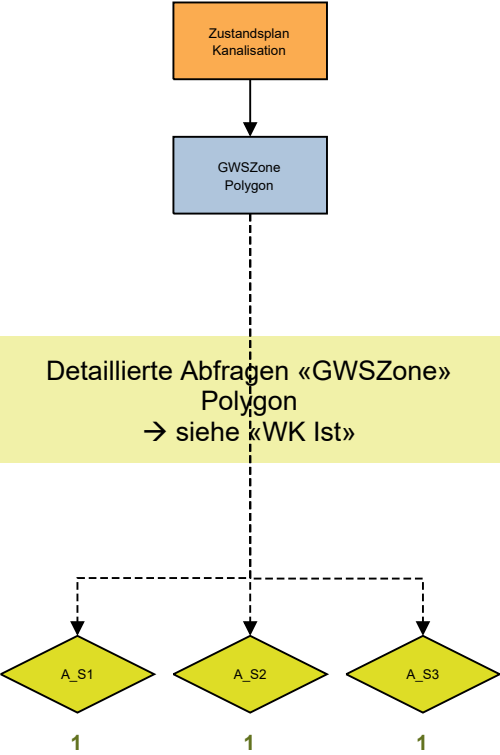 Zustandsplan
Kanalisation
GWSZone
Polygon
Detaillierte Abfragen «GWSZone»
Polygon
→ siehe «WK Ist»
A_S1
A_S2
A_S3
1
1
1